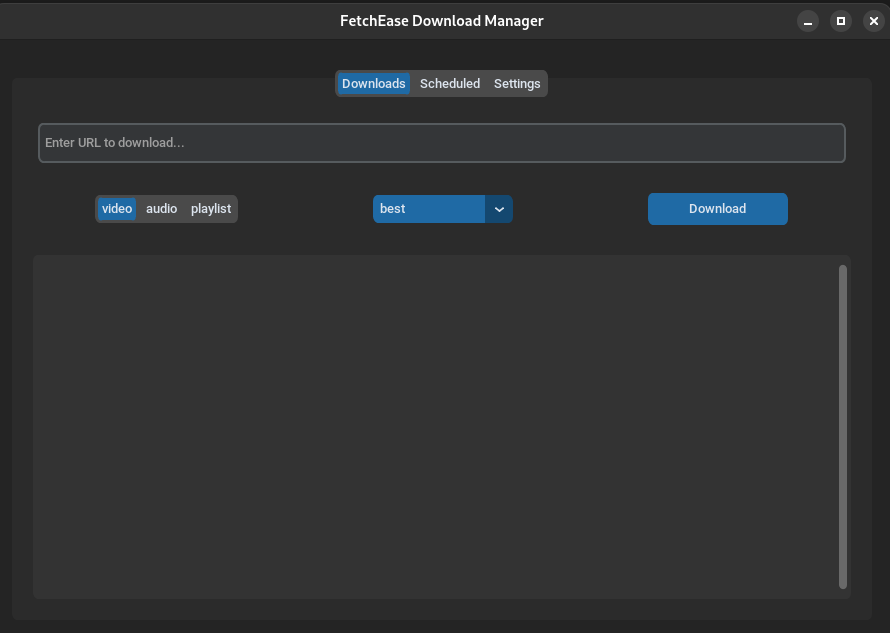 FetchEase Download Manager
Downloads Scheduled Settings
Enter URL to download...
video audio playlist best Download